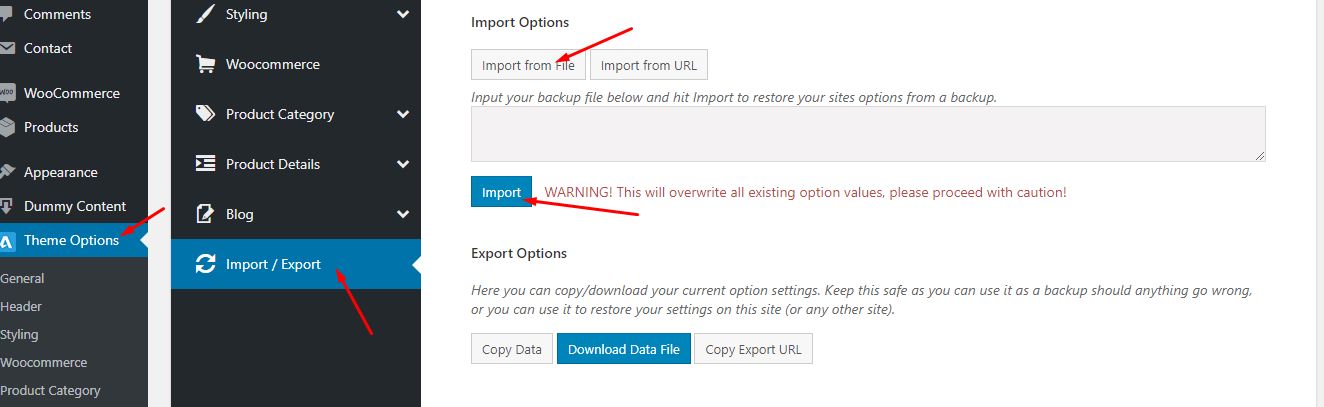 Comments
Contact
WOO WooCommerce
Products
Appearance
Dummy Content
Theme Options
General
Header
Styling
Woocommerce
Product Category
Styling
Woocommerce
Product Category
Product Details
Blog
Import / Export
Import Options
Import from File Import from URL
Input your backup file below and hit Import to restore your sites options from a backup.
Import WARNING! This will overwrite all existing option values, please proceed with caution!
Export Options
Here you can copy/download your current option settings. Keep this safe as you can use it as a backup should anything go wrong,
or you can use it to restore your settings on this site (or any other site).
Copy Data Download Data File Copy Export URL